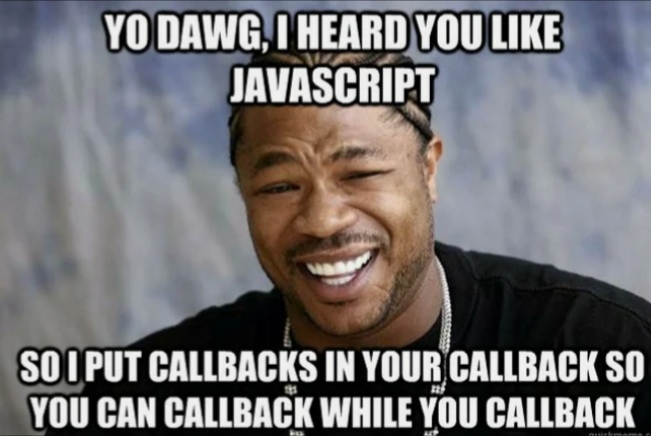 YO DAWG, I HEARD YOU LIKE
JAVASCRIPT
SO I PUT CALLBACKS IN YOUR CALLBACK SO
YOU CAN CALLBACK WHILE YOU CALLBACK